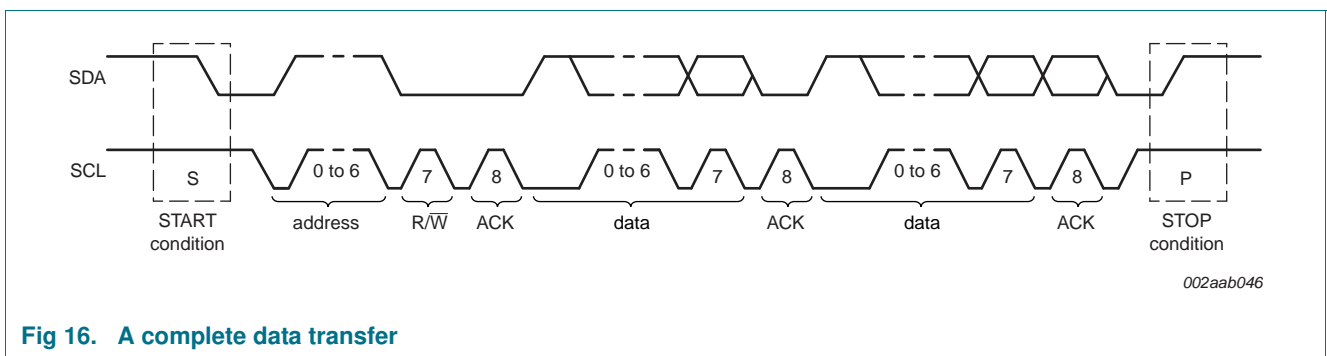 SDA
SCL
S
0 to 6
7
8
0 to 6
7
8
0 to 6
7
8
P
START
condition
address
R/W̅
ACK
data
ACK
data
ACK
STOP
condition
002aab046
Fig 16. A complete data transfer